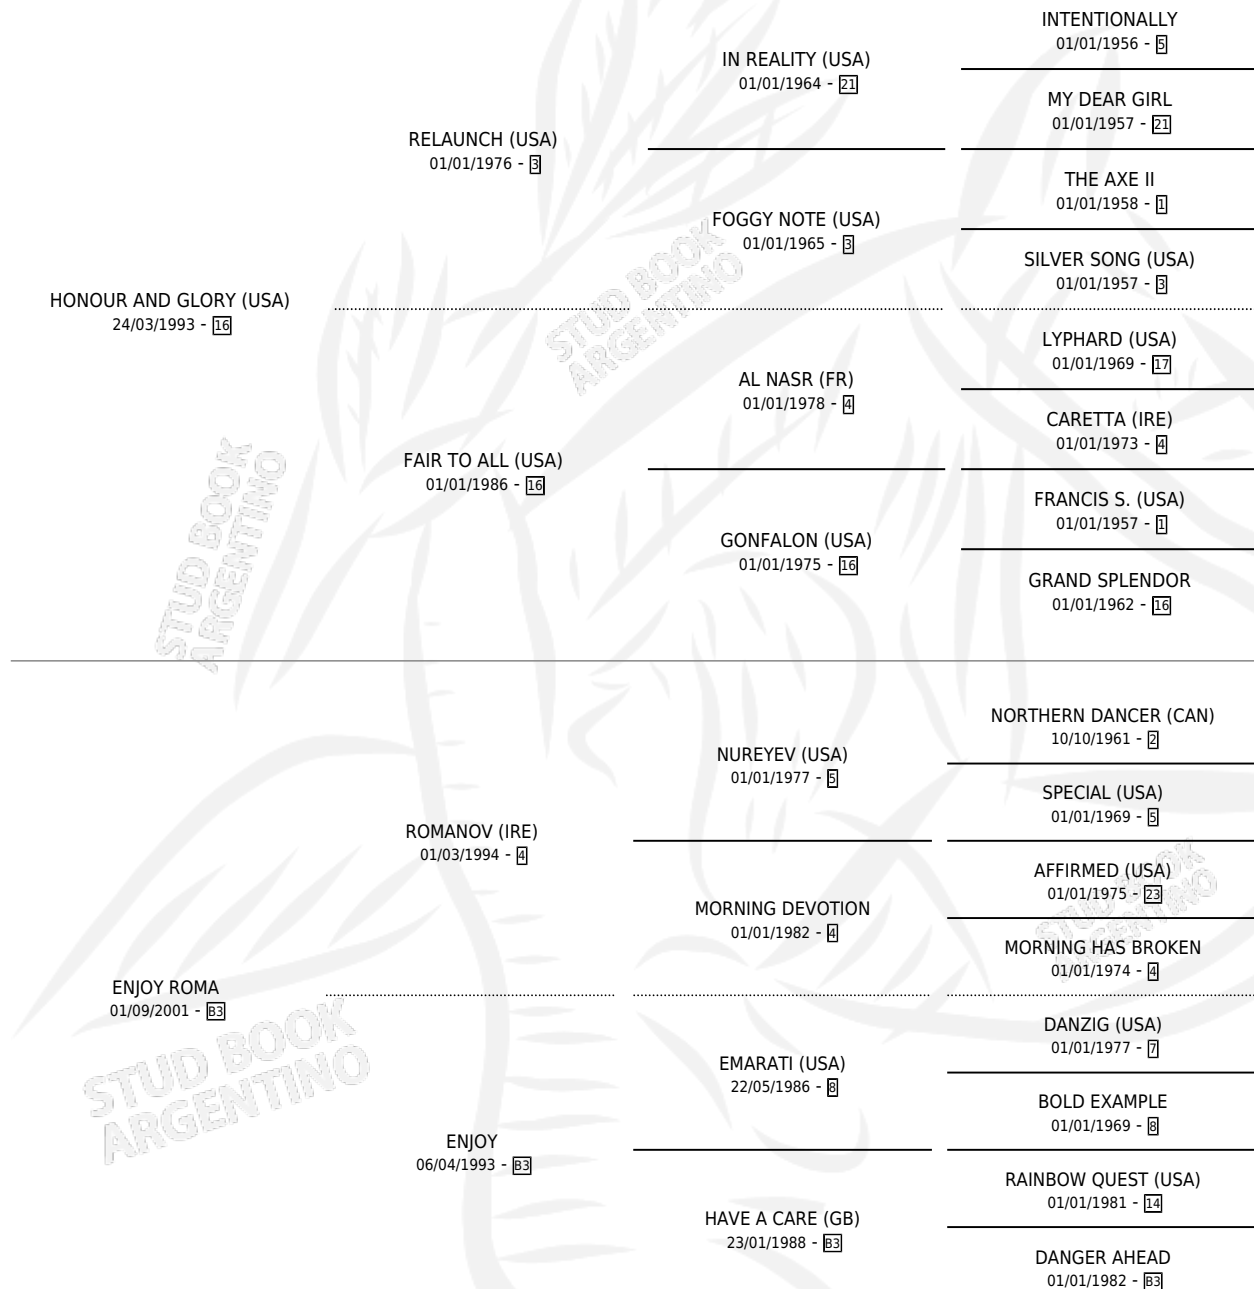 INTENTIONALLY
01/01/1956 - 5
IN REALITY (USA)
01/01/1964 - 21
MY DEAR GIRL
01/01/1957 - 21
RELAUNCH (USA)
01/01/1976 - 3
THE AXE II
01/01/1958 - 1
FOGGY NOTE (USA)
01/01/1965 - 3
SILVER SONG (USA)
01/01/1957 - 3
HONOUR AND GLORY (USA)
24/03/1993 - 16
LYPHARD (USA)
01/01/1969 - 17
AL NASR (FR)
01/01/1978 - 4
CARETTA (IRE)
01/01/1973 - 4
FAIR TO ALL (USA)
01/01/1986 - 16
FRANCIS S. (USA)
01/01/1957 - 1
GONFALON (USA)
01/01/1975 - 16
GRAND SPLENDOR
01/01/1962 - 16
NORTHERN DANCER (CAN)
10/10/1961 - 2
NUREYEV (USA)
01/01/1977 - 5
SPECIAL (USA)
01/01/1969 - 5
ROMANOV (IRE)
01/03/1994 - 4
AFFIRMED (USA)
01/01/1975 - 23
MORNING DEVOTION
01/01/1982 - 4
MORNING HAS BROKEN
01/01/1974 - 4
ENJOY ROMA
01/09/2001 - B3
DANZIG (USA)
01/01/1977 - 7
EMARATI (USA)
22/05/1986 - 8
BOLD EXAMPLE
01/01/1969 - 8
ENJOY
06/04/1993 - B3
RAINBOW QUEST (USA)
01/01/1981 - 14
HAVE A CARE (GB)
23/01/1988 - B3
DANGER AHEAD
01/01/1982 - B3
STUD BOOK
ARGENTINO
STUD BOOK
ARGENTINO
STUD BOOK
ARGENTINO
STUD BOOK
ARGENTINO